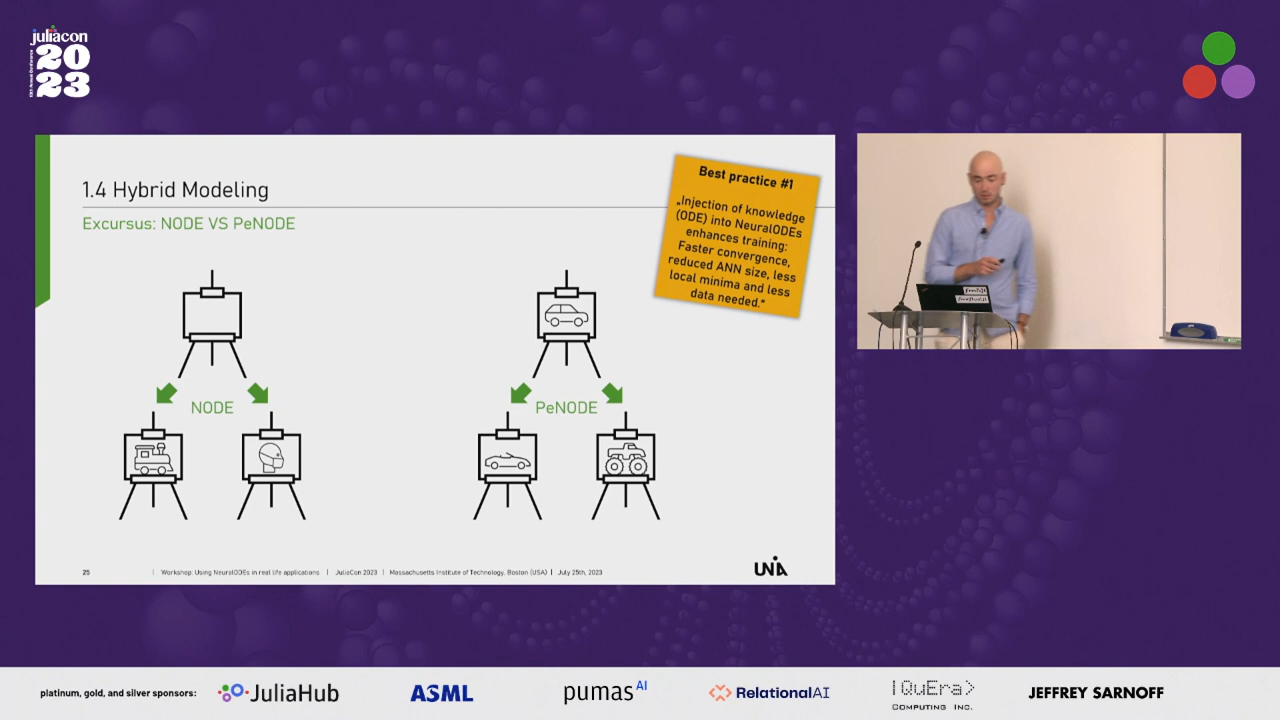 juliacon
20
23
1.4 Hybrid Modeling
Excursus: NODE VS PeNODE
Best practice #1
„Injection of knowledge
(ODE) into NeuralODEs
enhances training:
Faster convergence,
reduced ANN size, less
local minima and less
data needed.“
NODE
PeNODE
25 | Workshop: Using NeuralODEs in real life applications | JuliaCon 2023 | Massachusetts Institute of Technology, Boston (USA) | July 25th, 2023
UNIA
platinum, gold, and silver sponsors:
JuliaHub
ASML
pumas AI
RelationalAI
|QuEra>
COMPUTING INC.
JEFFREY SARNOFF